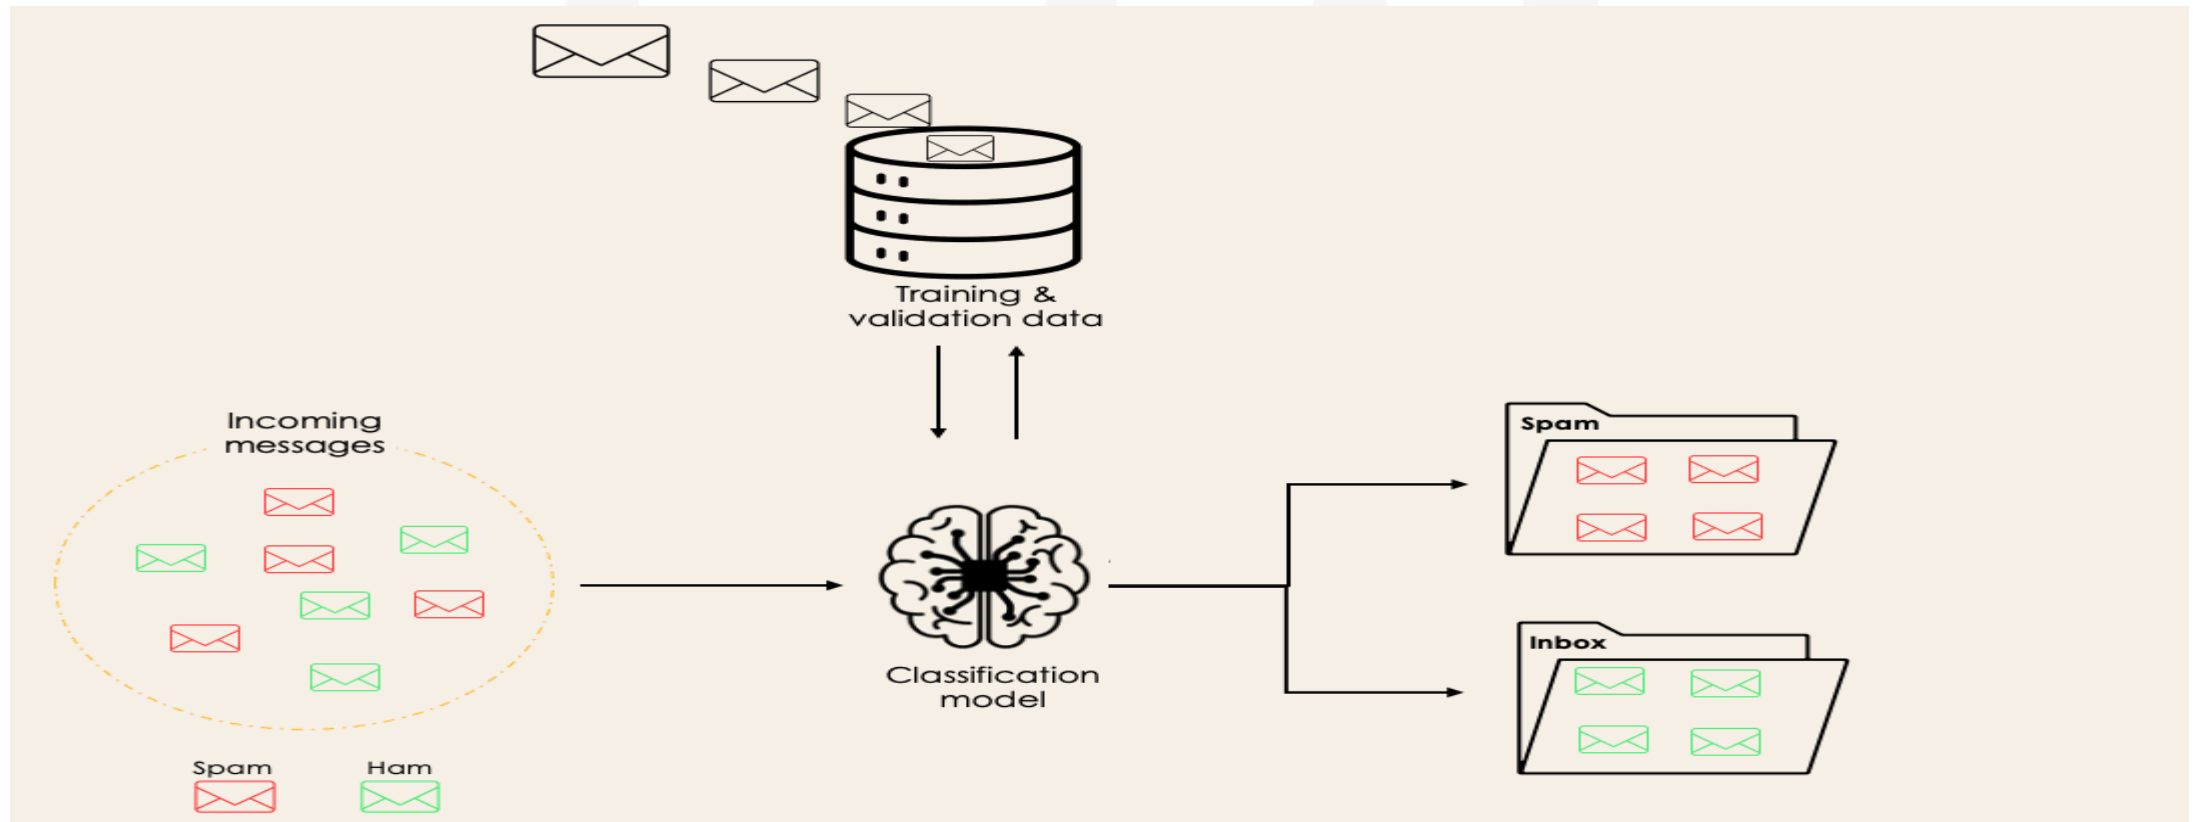 Training &
validation data
Incoming
messages
Spam
Inbox
Classification
model
Spam
Ham